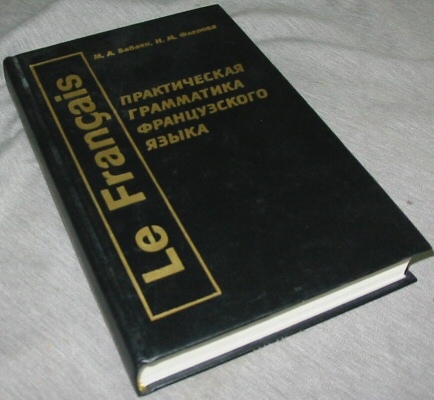 М. А. Бабаян, Н. М. Флерова
ПРАКТИЧЕСКАЯ
ГРАММАТИКА
ФРАНЦУЗСКОГО
ЯЗЫКА
Le Français